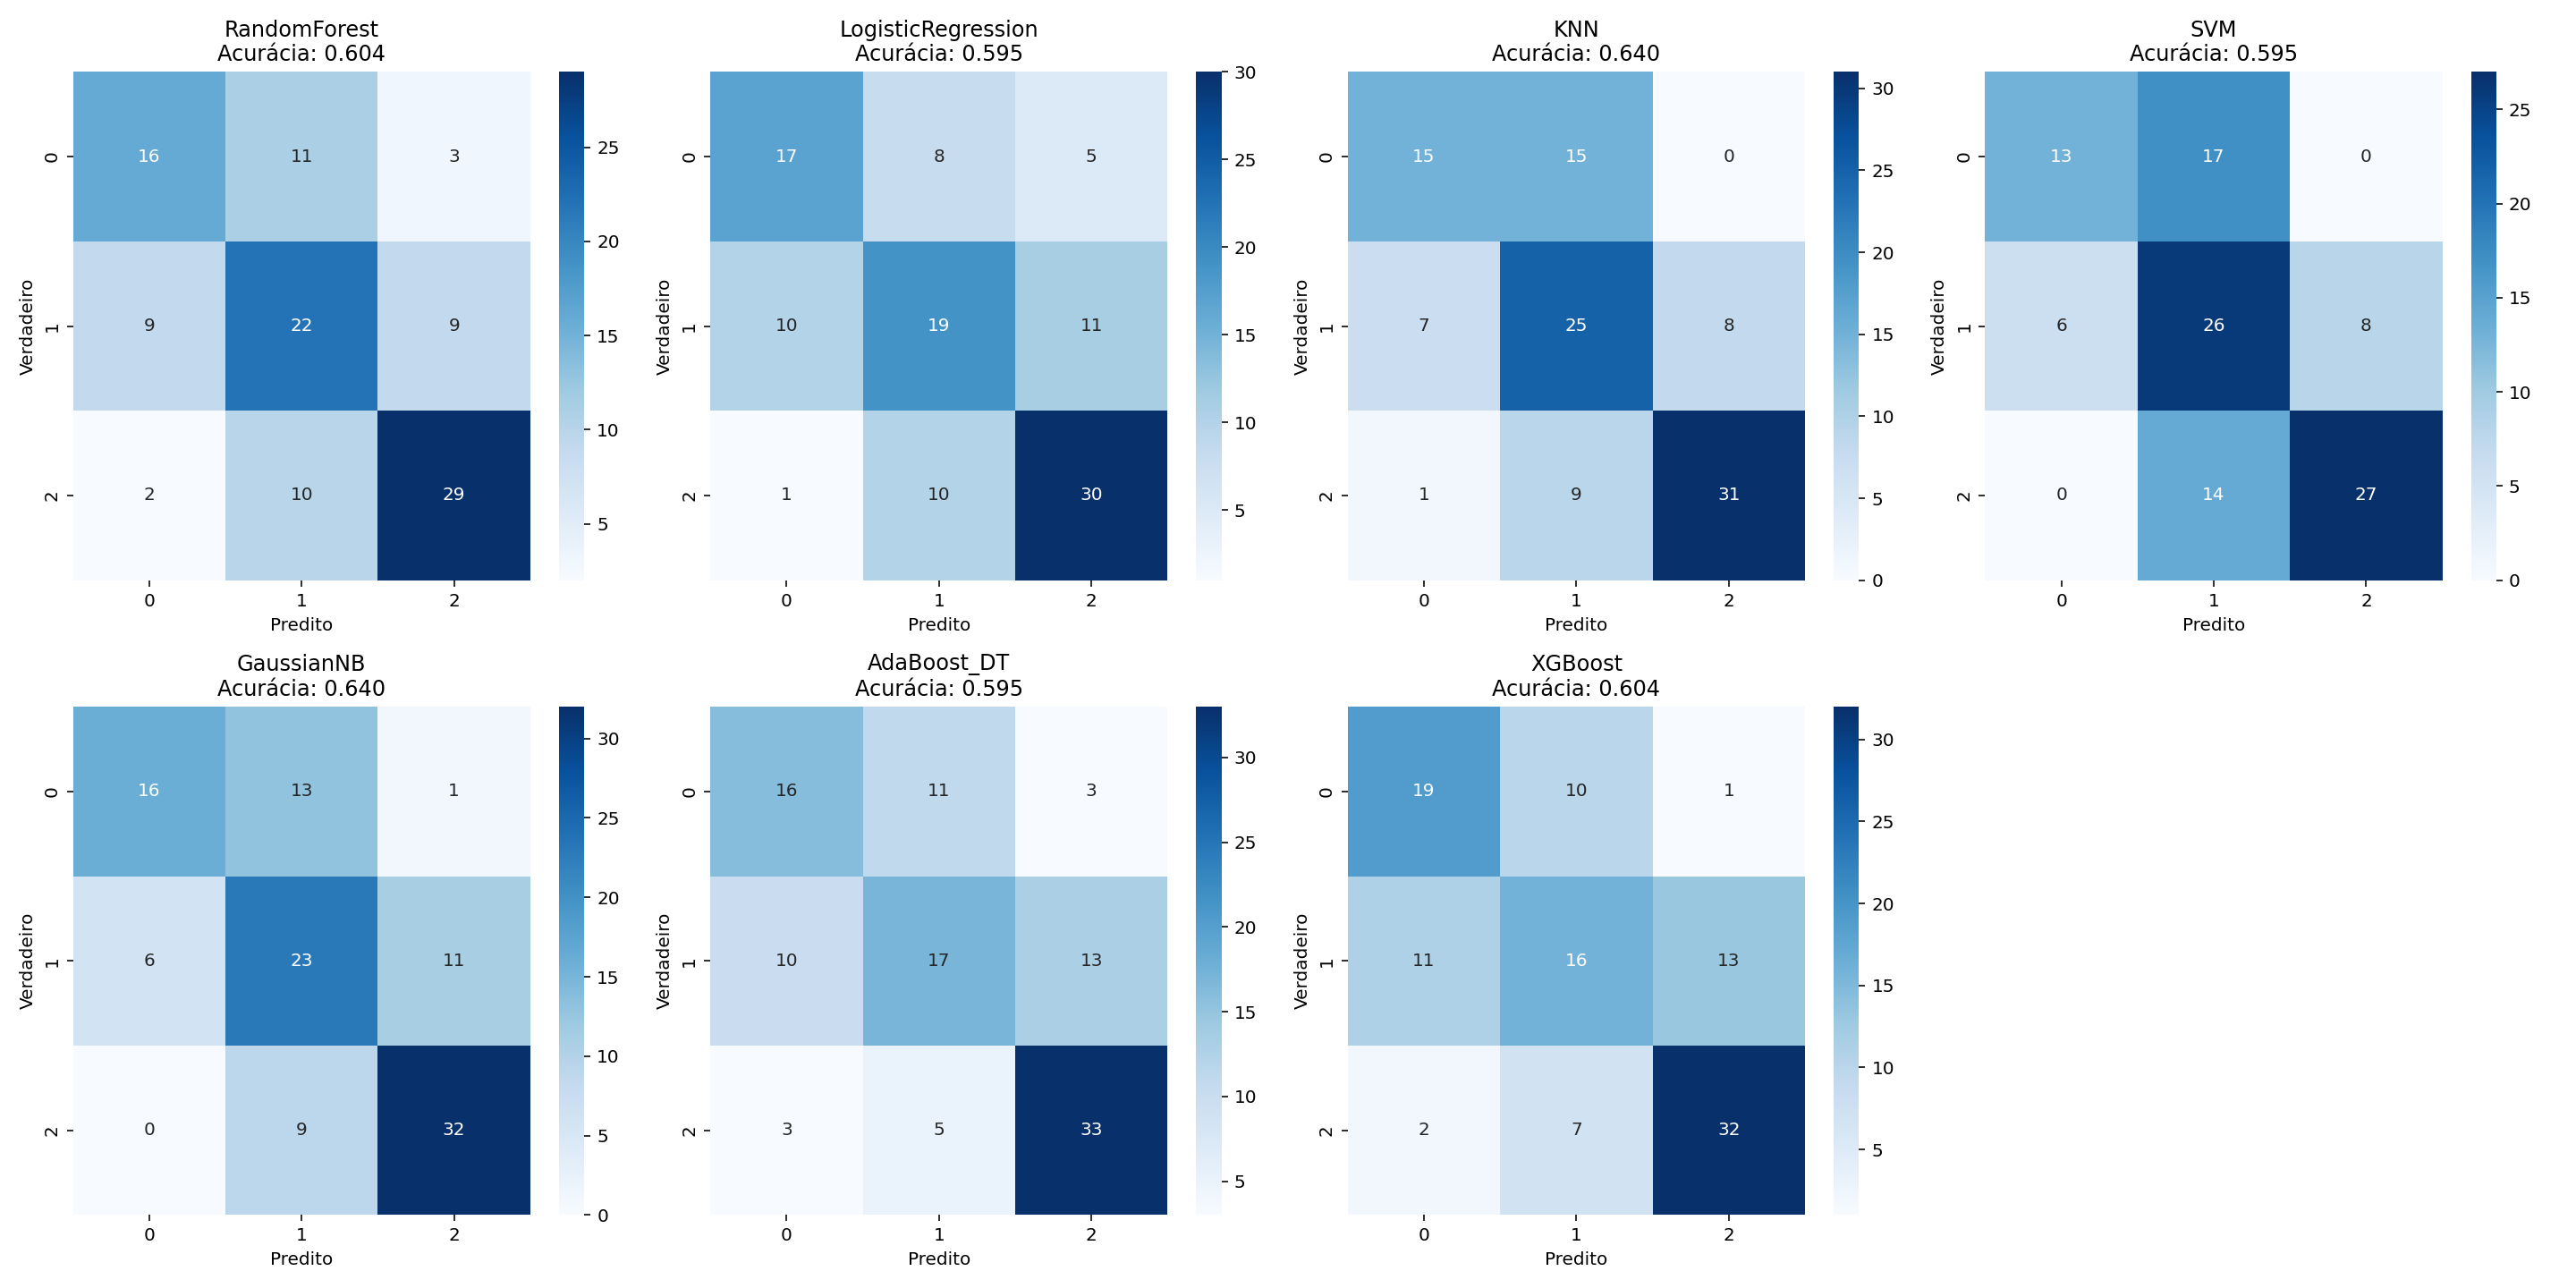 RandomForest
Acurácia: 0.604
16 11 3
9 22 9
2 10 29
0 1 2
0 1 2
Verdadeiro
Predito
25
20
15
10
5
LogisticRegression
Acurácia: 0.595
17 8 5
10 19 11
1 10 30
0 1 2
0 1 2
Verdadeiro
Predito
30
25
20
15
10
5
KNN
Acurácia: 0.640
15 15 0
7 25 8
1 9 31
0 1 2
0 1 2
Verdadeiro
Predito
30
25
20
15
10
5
0
SVM
Acurácia: 0.595
13 17 0
6 26 8
0 14 27
0 1 2
0 1 2
Verdadeiro
Predito
25
20
15
10
5
0
GaussianNB
Acurácia: 0.640
16 13 1
6 23 11
0 9 32
0 1 2
0 1 2
Verdadeiro
Predito
30
25
20
15
10
5
0
AdaBoost_DT
Acurácia: 0.595
16 11 3
10 17 13
3 5 33
0 1 2
0 1 2
Verdadeiro
Predito
30
25
20
15
10
5
XGBoost
Acurácia: 0.604
19 10 1
11 16 13
2 7 32
0 1 2
0 1 2
Verdadeiro
Predito
30
25
20
15
10
5